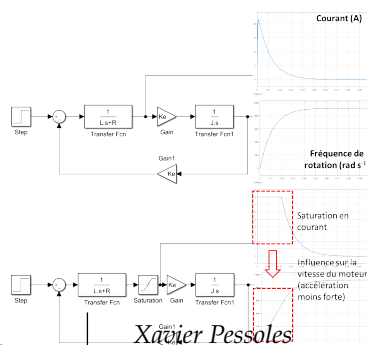 Courant (A)
1
L.s+R
Ke
1
J.s
Step
Transfer Fcn
Gain
Transfer Fcn1
Gain1
Ke
Fréquence de
rotation (rad s⁻¹
Saturation en
courant
Influence sur la
vitesse du moteur
(accélération
moins forte)
1
L.s+R
Ke
1
J.s
Step
Transfer Fcn
Saturation
Gain
Transfer Fcn1
Gain1
Xavier Pessoles